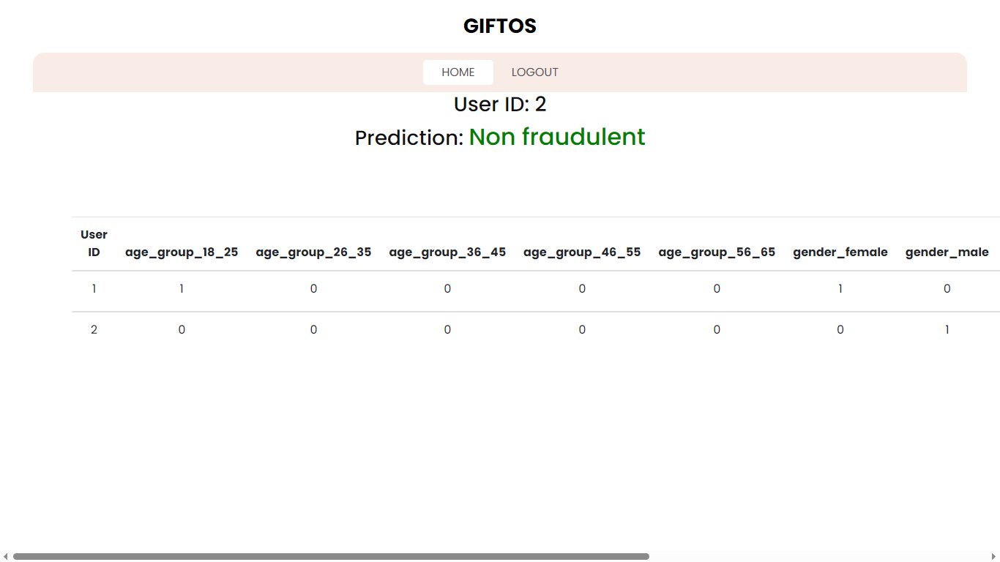 GIFTOS
HOME LOGOUT
User ID: 2
Prediction: Non fraudulent
User ID age_group_18_25 age_group_26_35 age_group_36_45 age_group_46_55 age_group_56_65 gender_female gender_male
1 1 0 0 0 0 1 0
2 0 0 0 0 0 0 1